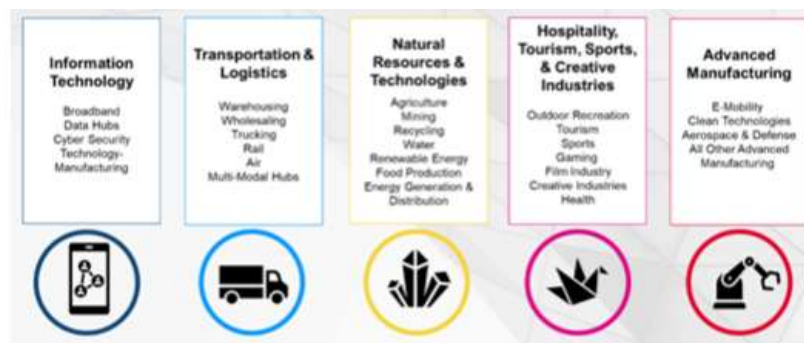 Information
Technology
Broadband
Data Hubs
Cyber Security
Technology-
Manufacturing
Transportation &
Logistics
Warehousing
Wholesaling
Trucking
Rail
Air
Multi-Modal Hubs
Natural
Resources &
Technologies
Agriculture
Mining
Recycling
Water
Renewable Energy
Food Production
Energy Generation &
Distribution
Hospitality,
Tourism, Sports,
& Creative
Industries
Outdoor Recreation
Tourism
Sports
Gaming
Film Industry
Creative Industries
Health
Advanced
Manufacturing
E-Mobility
Clean Technologies
Aerospace & Defense
All Other Advanced
Manufacturing